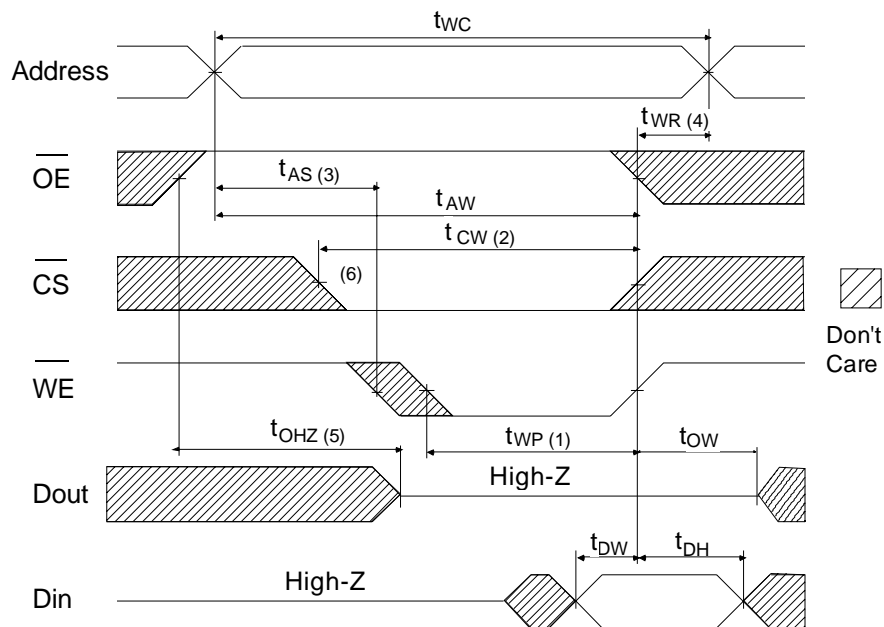 tWC
Address
tWR (4)
OE
tAS (3)
tAW
tCW (2)
CS
(6)
Don't
Care
WE
tOHZ (5)
tWP (1)
tOW
Dout
High-Z
tDW
tDH
Din
High-Z